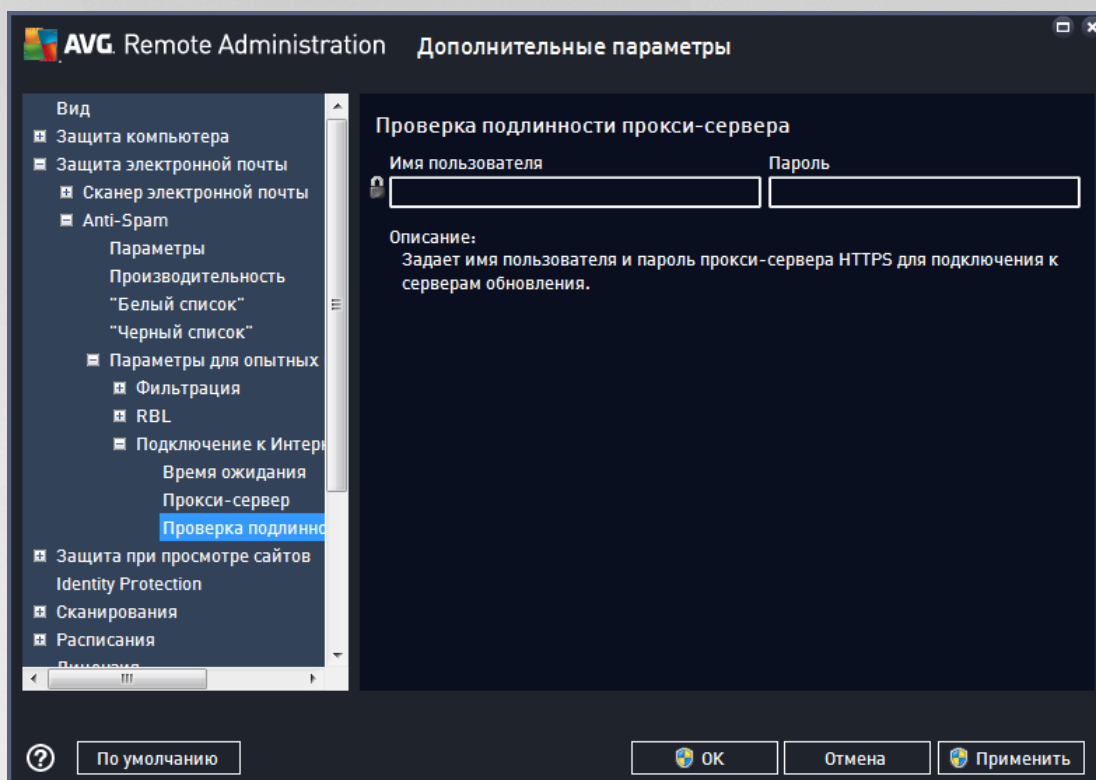 AVG. Remote Administration
Дополнительные параметры
Вид
Защита компьютера
Защита электронной почты
Сканер электронной почты
Anti-Spam
Параметры
Производительность
"Белый список"
"Черный список"
Параметры для опытных
Фильтрация
RBL
Подключение к Интерн
Время ожидания
Прокси-сервер
Проверка подлинно
Защита при просмотре сайтов
Identity Protection
Сканирования
Расписания
Лицензия
Проверка подлинности прокси-сервера
Имя пользователя
Пароль
Описание:
Задает имя пользователя и пароль прокси-сервера HTTPS для подключения к
серверам обновления.
По умолчанию
OK
Отмена
Применить